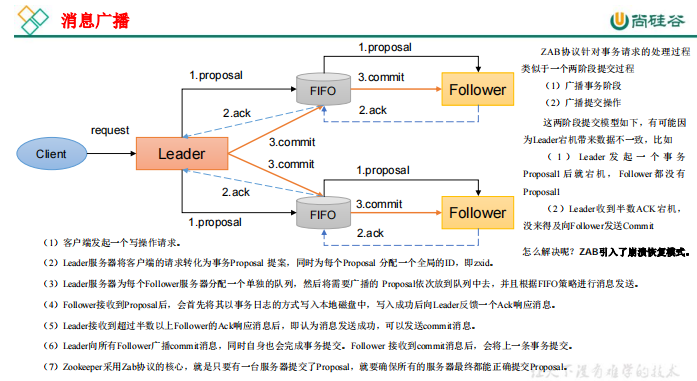 消息广播
尚硅谷
1.proposal
3.commit
FIFO
Follower
2.ack
2.ack
request
Client
Leader
3.commit
3.commit
1.proposal
1.proposal
2.ack
FIFO
3.commit
Follower
1.proposal
2.ack
ZAB协议针对事务请求的处理过程
类似于一个两阶段提交过程
（1）广播事务阶段
（2）广播提交操作
这两阶段提交模型如下，有可能因
为Leader宕机带来数据不一致，比如
（1）Leader发起一个事务
Proposal1后就宕机，Follower都没有
Proposal1
（2）Leader收到半数ACK宕机，
没来得及向Follower发送Commit
怎么解决呢？ZAB引入了崩溃恢复模式。
（1）客户端发起一个写操作请求。
（2）Leader服务器将客户端的请求转化为事务Proposal 提案，同时为每个Proposal 分配一个全局的ID，即zxid。
（3）Leader服务器为每个Follower服务器分配一个单独的队列，然后将需要广播的 Proposal依次放到队列中去，并且根据FIFO策略进行消息发送。
（4）Follower接收到Proposal后，会首先将其以事务日志的方式写入本地磁盘中，写入成功后向Leader反馈一个Ack响应消息。
（5）Leader接收到超过半数以上Follower的Ack响应消息后，即认为消息发送成功，可以发送commit消息。
（6）Leader向所有Follower广播commit消息，同时自身也会完成事务提交。Follower 接收到commit消息后，会将上一条事务提交。
（7）Zookeeper采用Zab协议的核心，就是只要有一台服务器提交了Proposal，就要确保所有的服务器最终都能正确提交Proposal。
让天下没有难学的技术